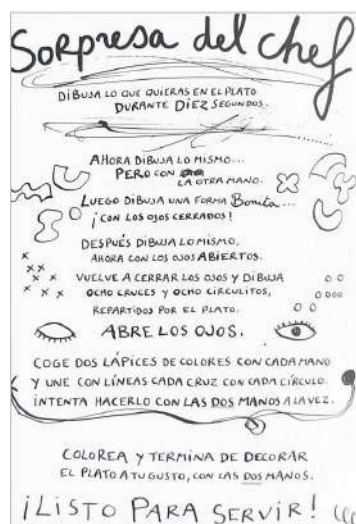 Sorpresa del chef
DIBUJA LO QUE QUIERAS EN EL PLATO
DURANTE DIEZ SEGUNDOS.
AHORA DIBUJA LO MISMO...
PERO CON
LA OTRA MANO.
LUEGO DIBUJA UNA FORMA Bonita...
¡CON LOS OJOS CERRADOS!
DESPUÉS DIBUJA LO MISMO,
AHORA CON LOS OJOS ABIERTOS.
VUELVE A CERRAR LOS OJOS Y DIBUJA
OCHO CRUCES Y OCHO CIRCULITOS,
REPARTIDOS POR EL PLATO.
ABRE LOS OJOS.
COGE DOS LÁPICES DE COLORES CON CADA MANO
Y UNE CON LÍNEAS CADA CRUZ CON CADA CÍRCULO.
INTENTA HACERLO CON LAS DOS MANOS A LA VEZ.
COLOREA Y TERMINA DE DECORAR
EL PLATO A TU GUSTO, CON LAS DOS MANOS.
¡LISTO PARA SERVIR!